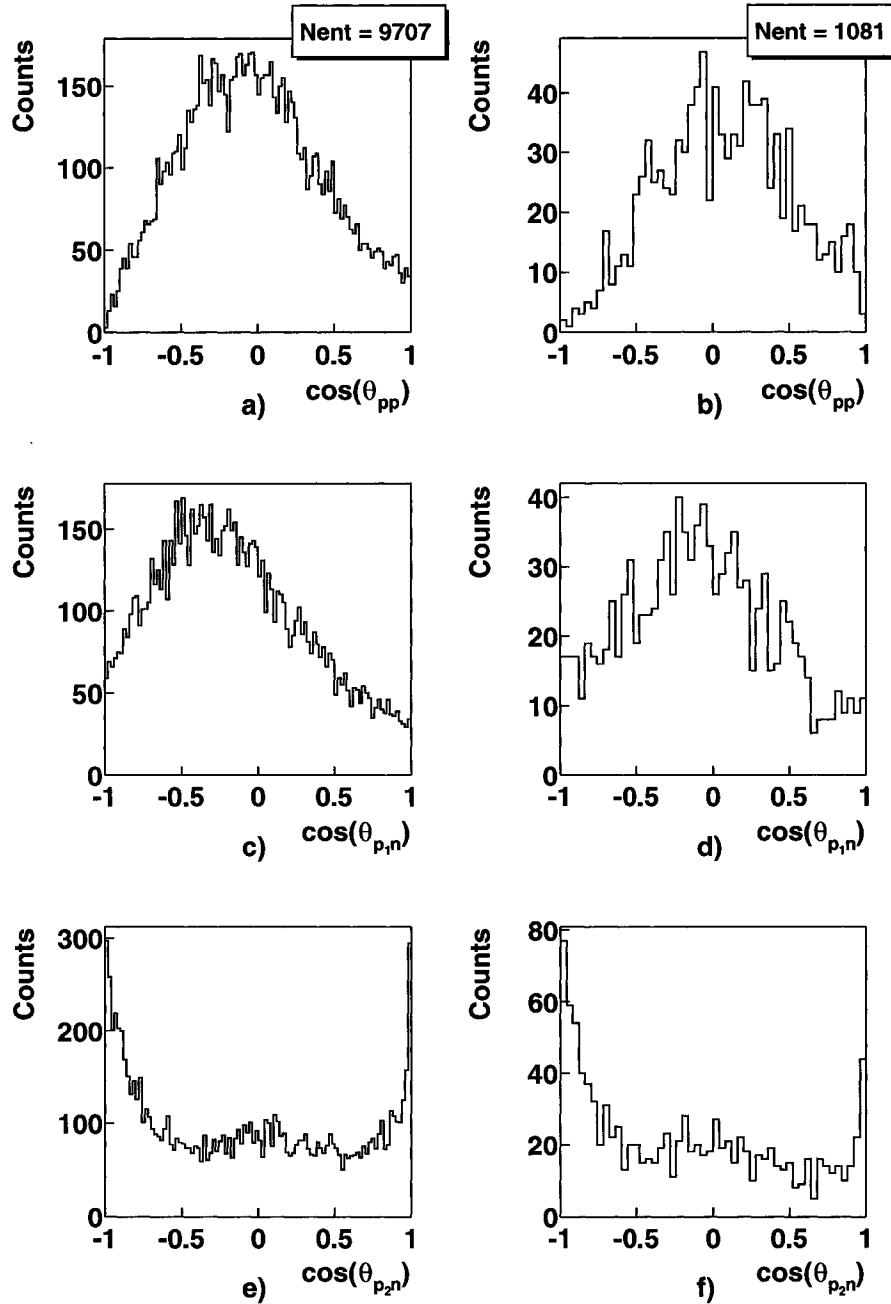 Nent = 9707
Counts
150
100
50
0
-1 -0.5 0 0.5 1
cos(θpp)
a)
Nent = 1081
Counts
40
30
20
10
0
-1 -0.5 0 0.5 1
cos(θpp)
b)
Counts
150
100
50
0
-1 -0.5 0 0.5 1
cos(θp1n)
c)
Counts
40
30
20
10
0
-1 -0.5 0 0.5 1
cos(θp1n)
d)
Counts
300
200
100
0
-1 -0.5 0 0.5 1
cos(θp2n)
e)
Counts
80
60
40
20
0
-1 -0.5 0 0.5 1
cos(θp2n)
f)